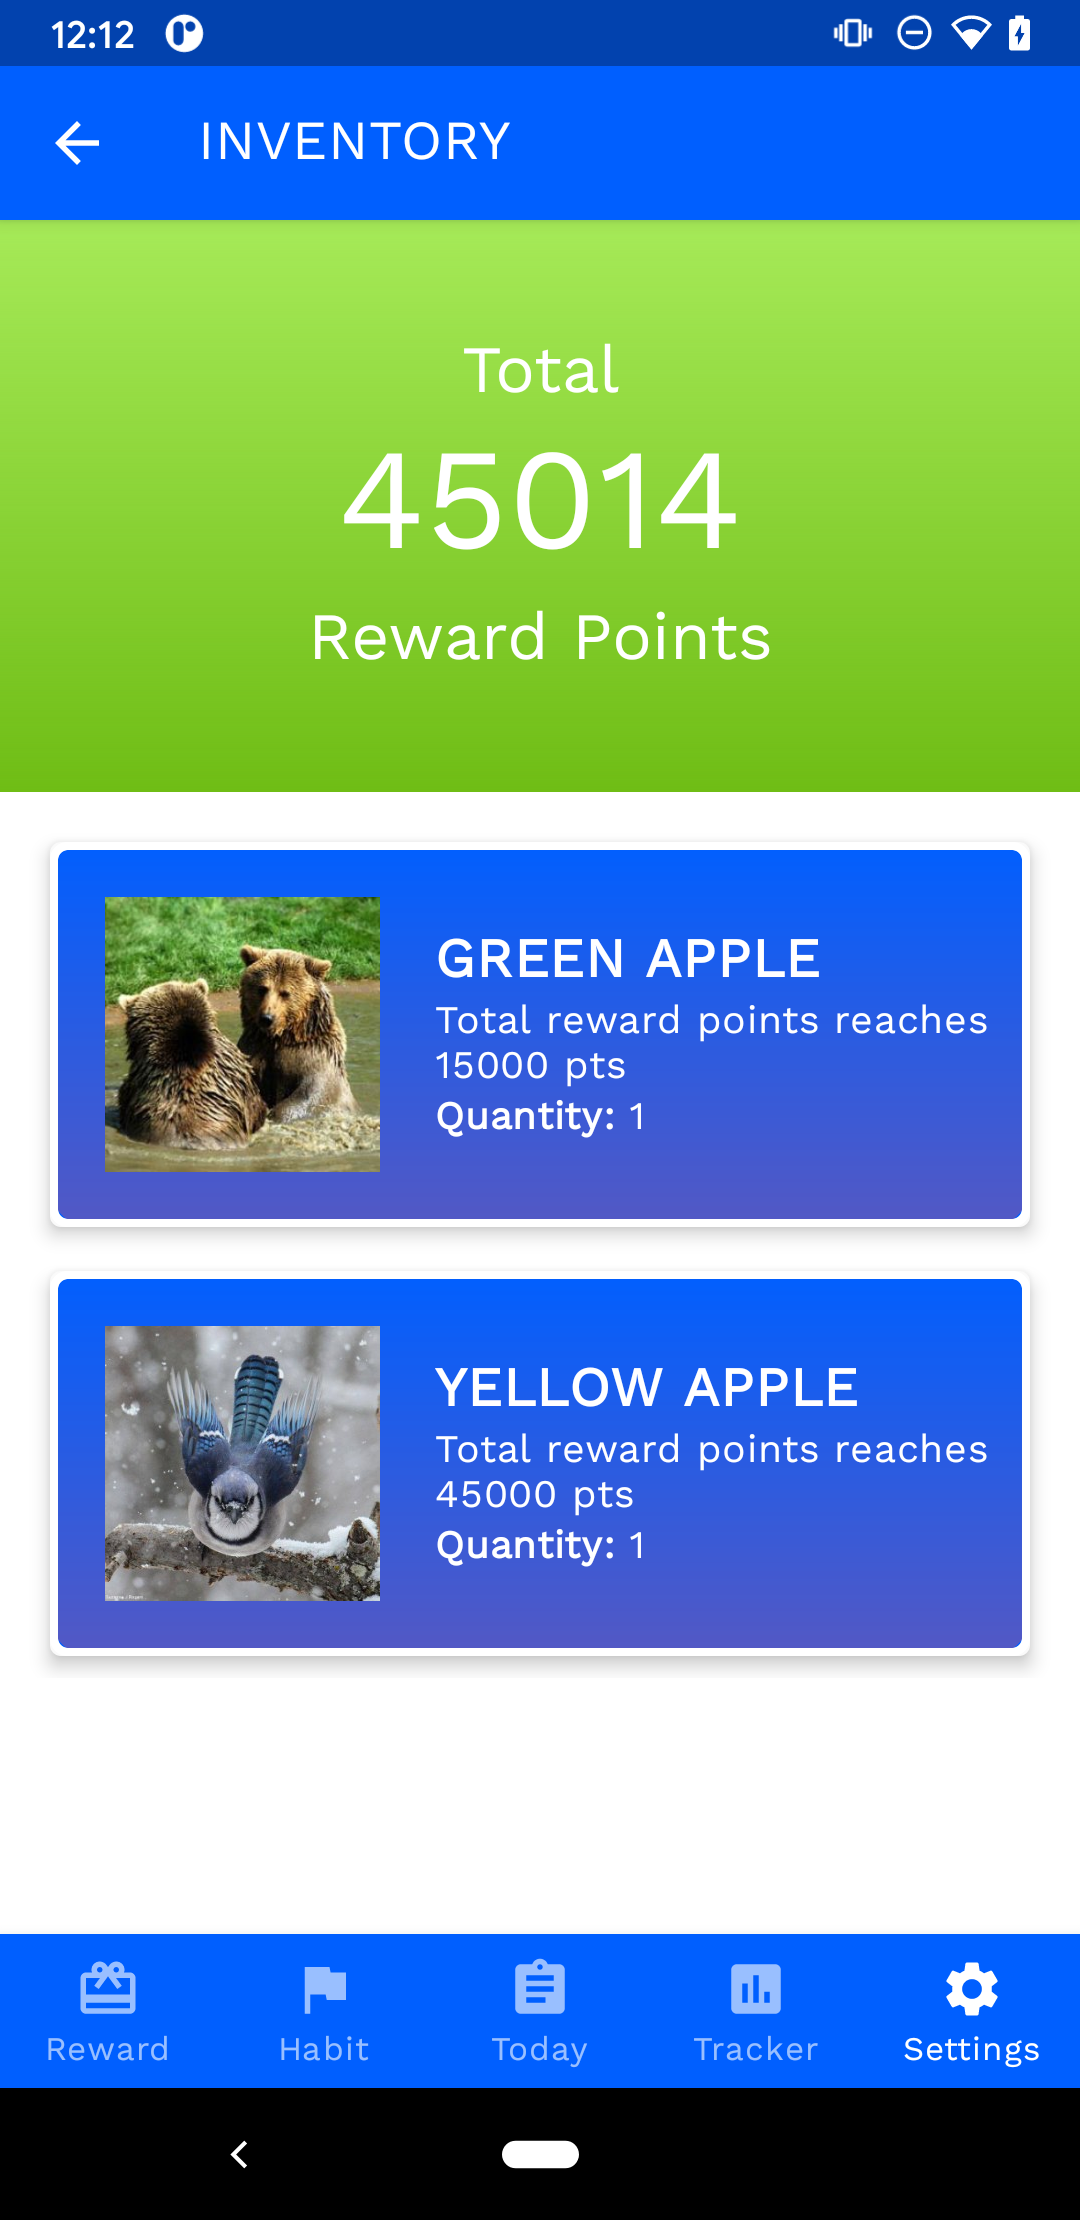 12:12
INVENTORY
Total
45014
Reward Points
GREEN APPLE
Total reward points reaches
15000 pts
Quantity: 1
YELLOW APPLE
Total reward points reaches
45000 pts
Quantity: 1
Reward
Habit
Today
Tracker
Settings